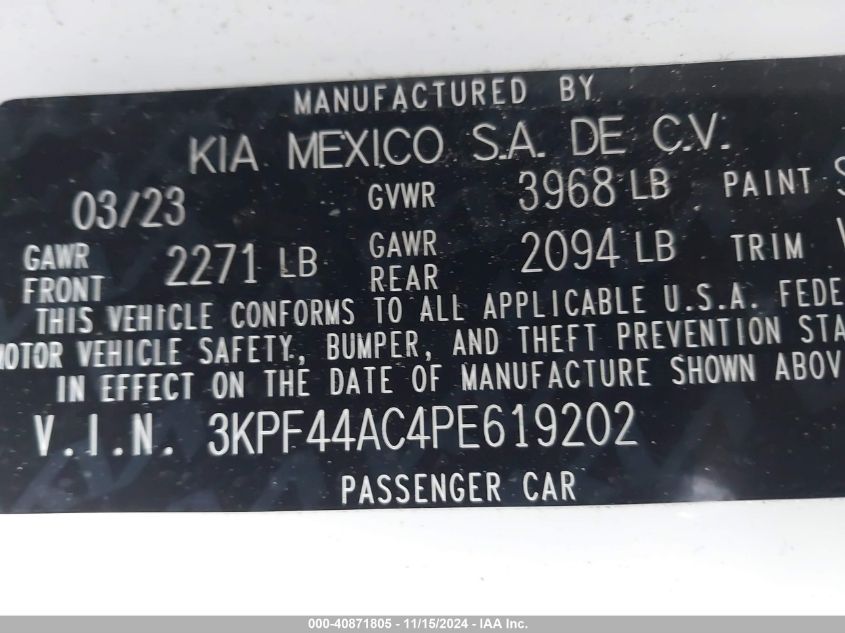 MANUFACTURED BY
KIA MEXICO S.A. DE C.V.
03/23 GVWR 3968 LB PAINT
GAWR FRONT 2271 LB GAWR REAR 2094 LB TRIM
THIS VEHICLE CONFORMS TO ALL APPLICABLE U.S.A. FEDE
MOTOR VEHICLE SAFETY, BUMPER, AND THEFT PREVENTION STA
IN EFFECT ON THE DATE OF MANUFACTURE SHOWN ABOV
V.I.N. 3KPF44AC4PE619202
PASSENGER CAR
000-40871805 - 11/15/2024 - IAA Inc.